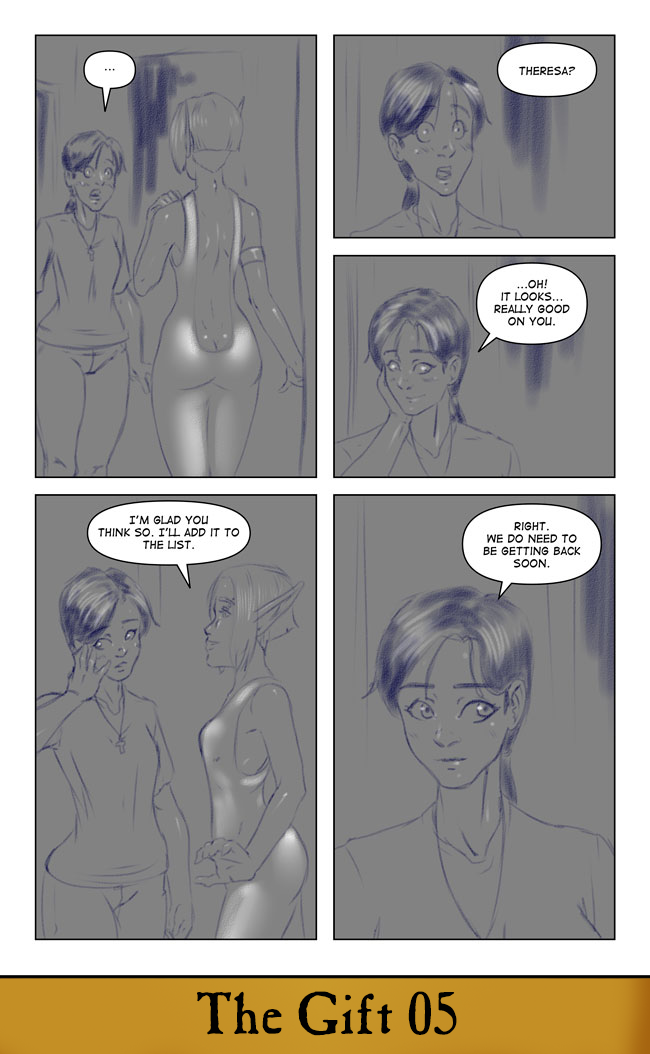 ...
THERESA?
...OH!
IT LOOKS...
REALLY GOOD
ON YOU.
I'M GLAD YOU
THINK SO. I'LL ADD IT TO
THE LIST.
RIGHT.
WE DO NEED TO
BE GETTING BACK
SOON.
The Gift 05